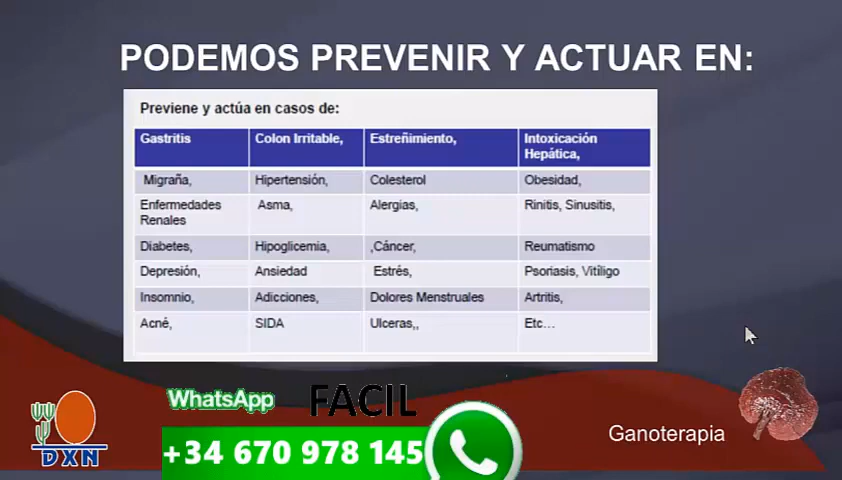 PODEMOS PREVENIR Y ACTUAR EN:
Previene y actúa en casos de:
Gastritis Colon Irritable, Estreñimiento, Intoxicación
Hepática,
Migraña, Hipertensión, Colesterol Obesidad,
Enfermedades Asma, Alergias, Rinitis, Sinusitis,
Renales
Diabetes, Hipoglicemia, ,Cáncer, Reumatismo
Depresión, Ansiedad Estrés, Psoriasis, Vitíligo
Insomnio, Adicciones, Dolores Menstruales Artritis,
Acné, SIDA Ulceras,, Etc...
WhatsApp FACIL
+34 670 978 145
Ganoterapia
DXN